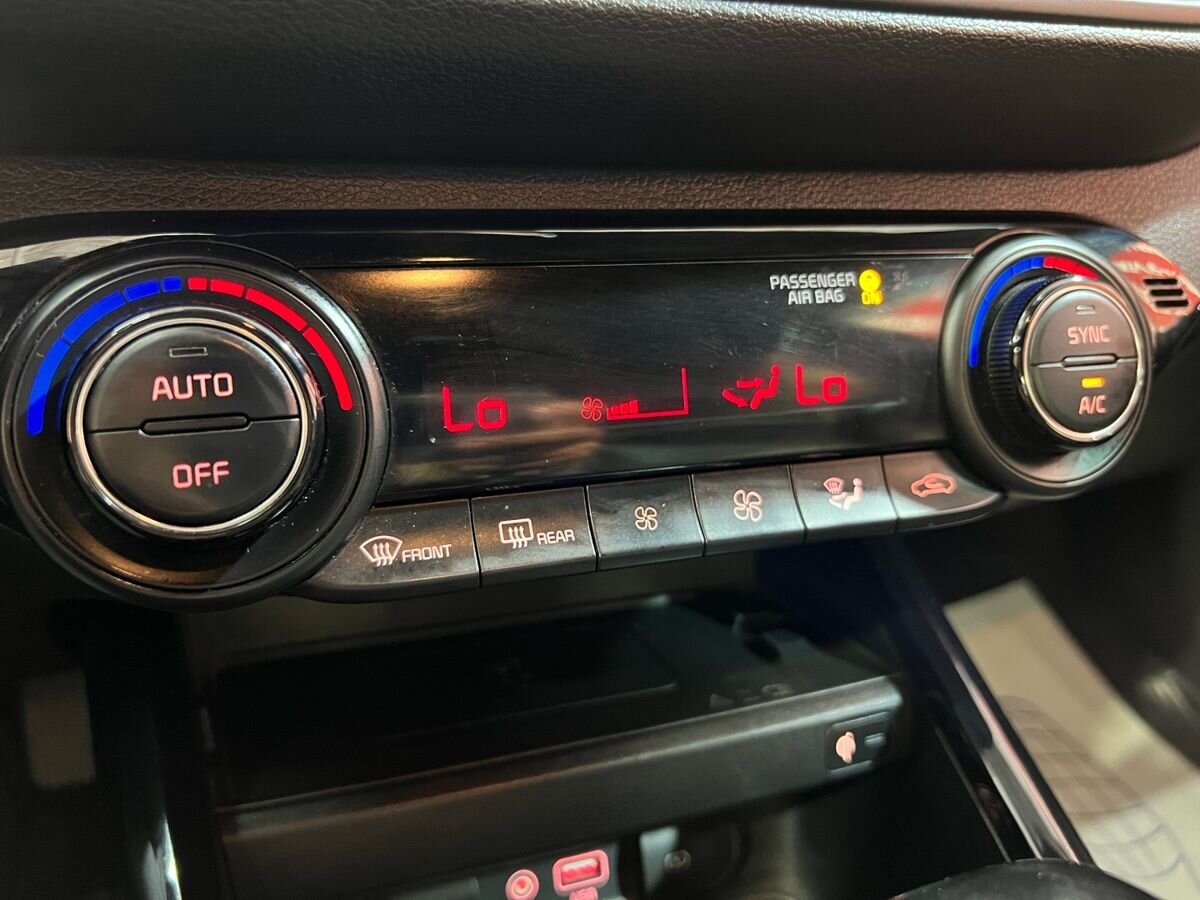 PASSENGER
AIR BAG ON
AUTO
OFF
Lo
Lo
SYNC
A/C
FRONT
REAR